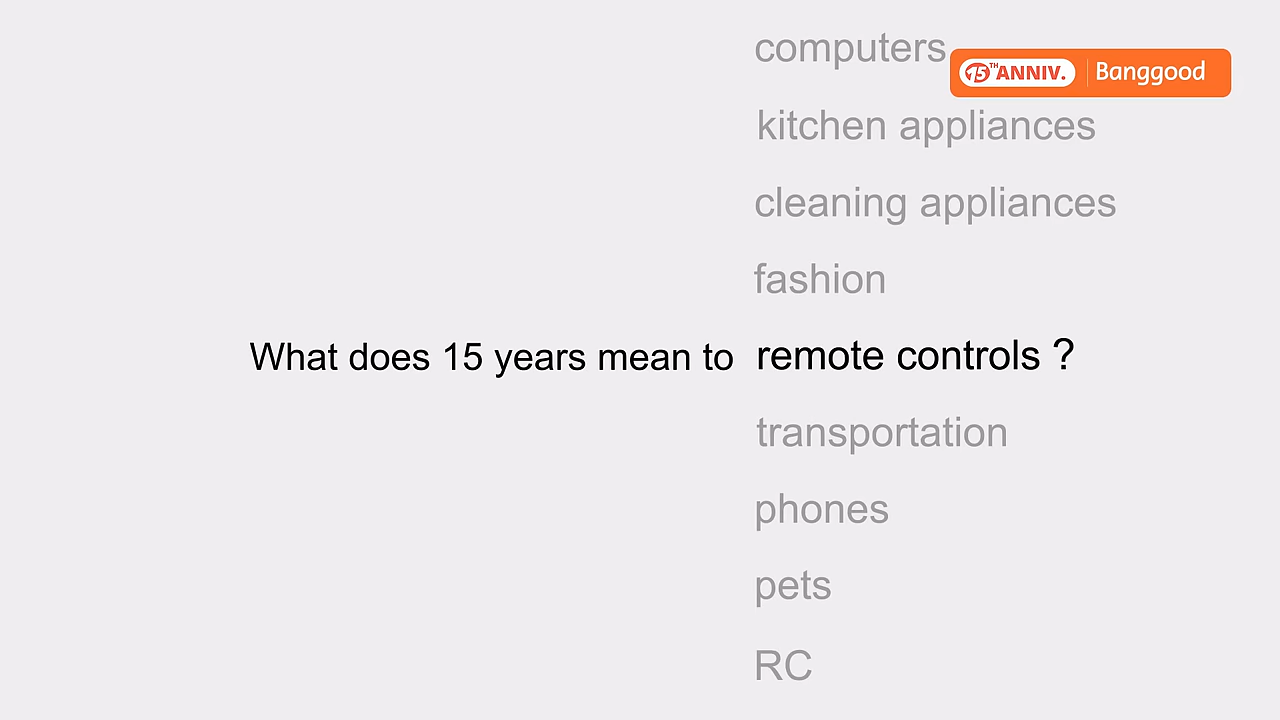 computers
15TH ANNIV. Banggood
kitchen appliances
cleaning appliances
fashion
What does 15 years mean to remote controls ?
transportation
phones
pets
RC